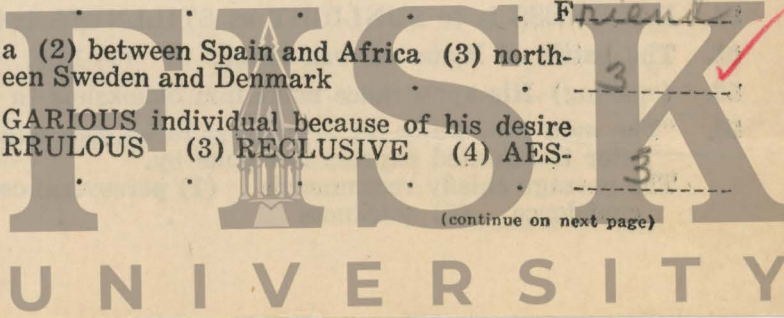 . . . . . Friends
a (2) between Spain and Africa (3) north-
een Sweden and Denmark . . 3
GARIOUS individual because of his desire
RRULOUS (3) RECLUSIVE (4) AES-
. . . . . 3
(continue on next page)
FISK
UNIVERSITY